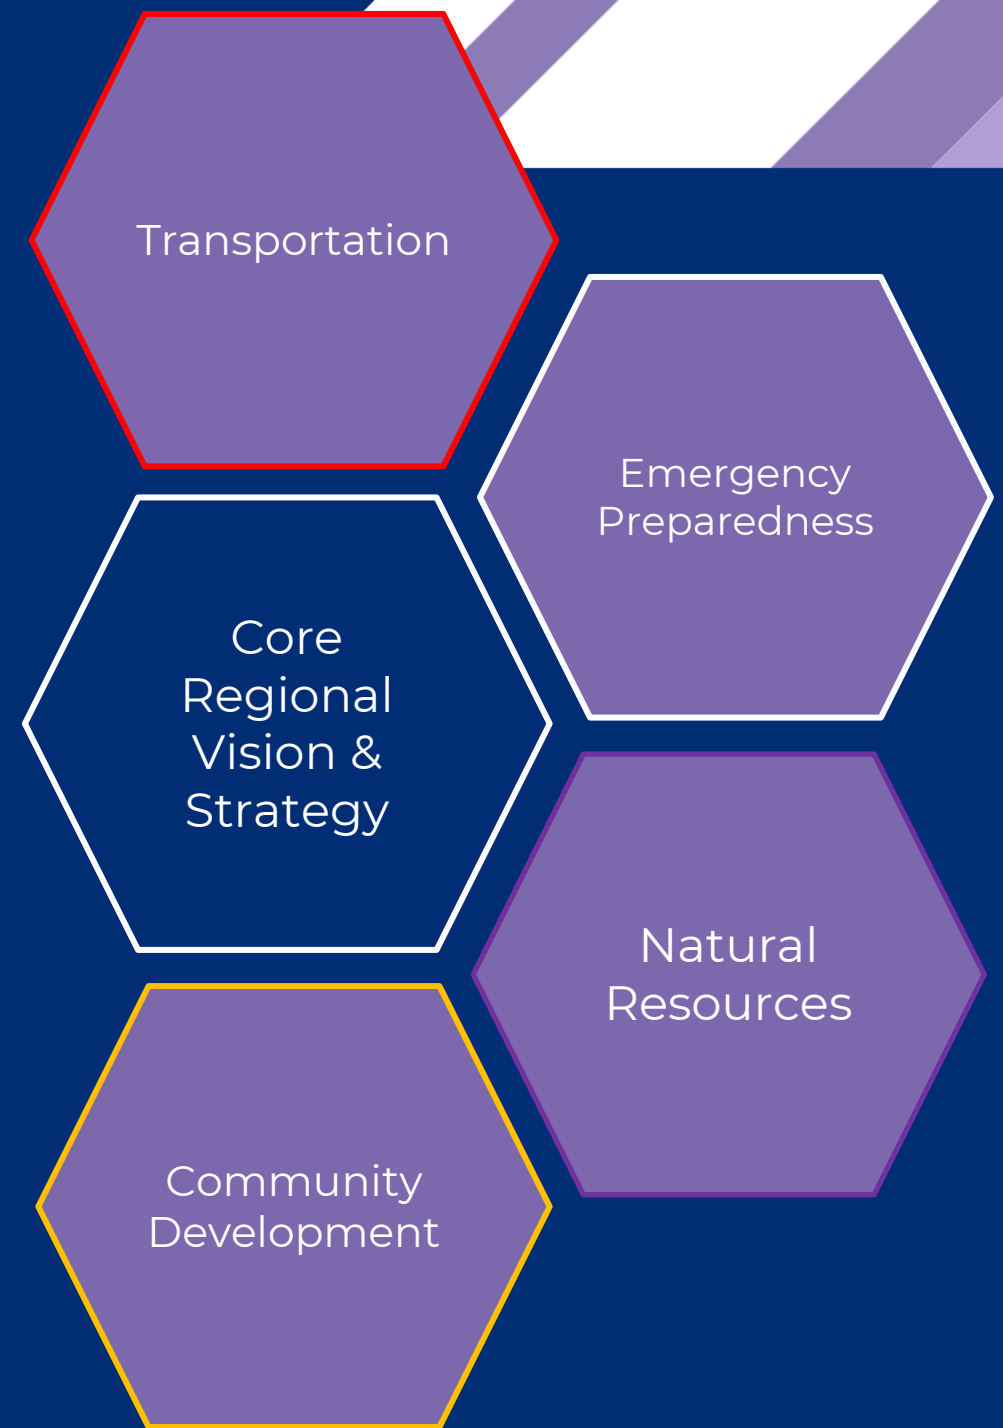 Transportation
Emergency
Preparedness
Core
Regional
Vision &
Strategy
Natural
Resources
Community
Development